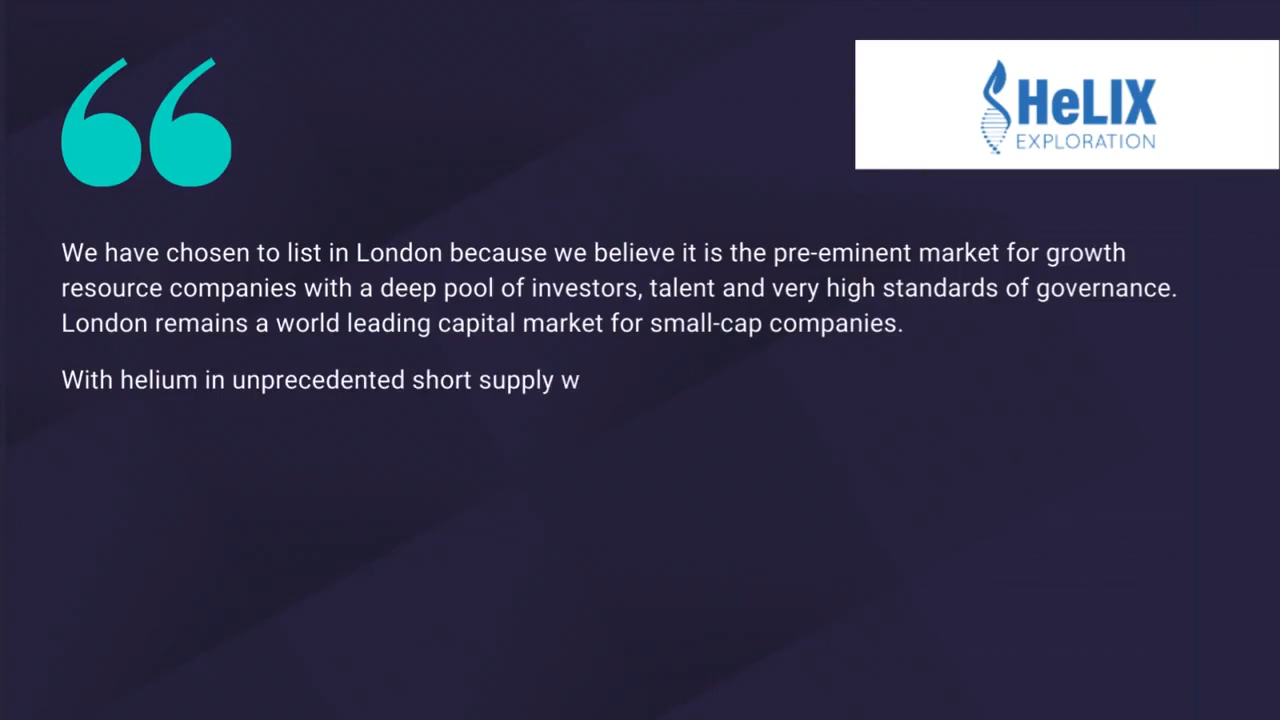 HeLIX
EXPLORATION
We have chosen to list in London because we believe it is the pre-eminent market for growth
resource companies with a deep pool of investors, talent and very high standards of governance.
London remains a world leading capital market for small-cap companies.
With helium in unprecedented short supply w